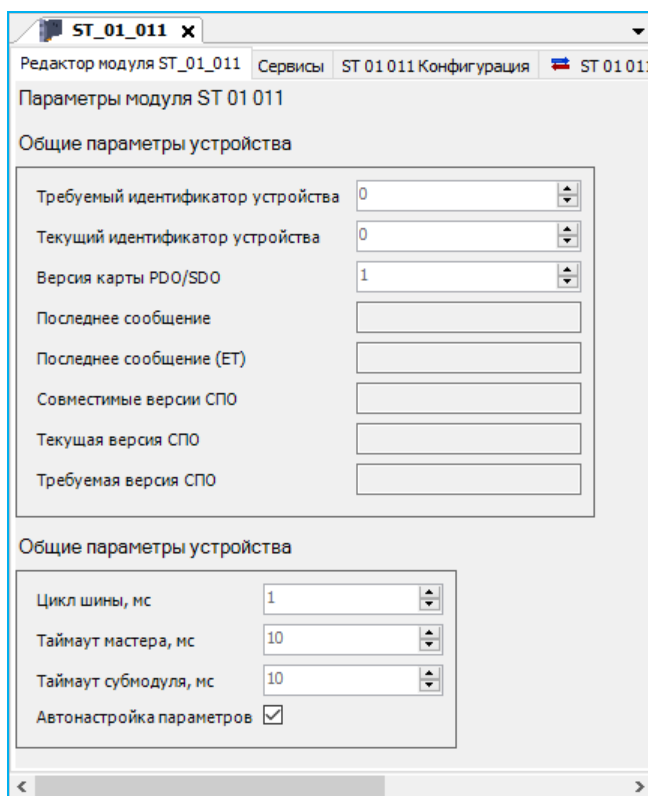 ST_01_011
Редактор модуля ST_01_011 Сервисы ST 01 011 Конфигурация ST 01 011
Параметры модуля ST 01 011
Общие параметры устройства
Требуемый идентификатор устройства 0
Текущий идентификатор устройства 0
Версия карты PDO/SDO 1
Последнее сообщение
Последнее сообщение (ET)
Совместимые версии СПО
Текущая версия СПО
Требуемая версия СПО
Общие параметры устройства
Цикл шины, мс 1
Таймаут мастера, мс 10
Таймаут субмодуля, мс 10
Автонастройка параметров